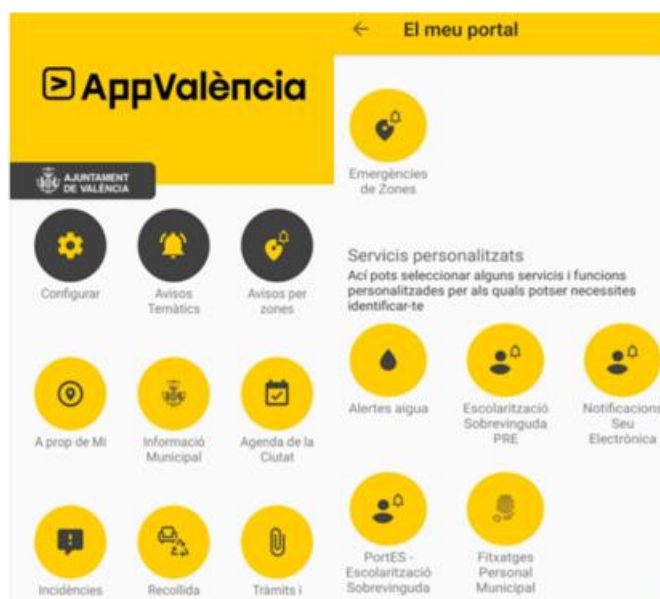 AppValència
AJUNTAMENT
DE VALÈNCIA
Configurar
Avisos
Temàtics
Avisos per
zones
A prop de Mi
Informació
Municipal
Agenda de la
Ciutat
Incidències
Recollida
Tràmits i
El meu portal
Emergències
de Zones
Servicis personalitzats
Ací pots seleccionar alguns servicis i funcions
personalitzades per als quals potser necessites
identificar-te
Alertes aigua
Escolarització
Sobrevinguda
PRE
Notificacions
Seu
Electrònica
PortES -
Escolarització
Sobrevinguda
Fitxatges
Personal
Municipal